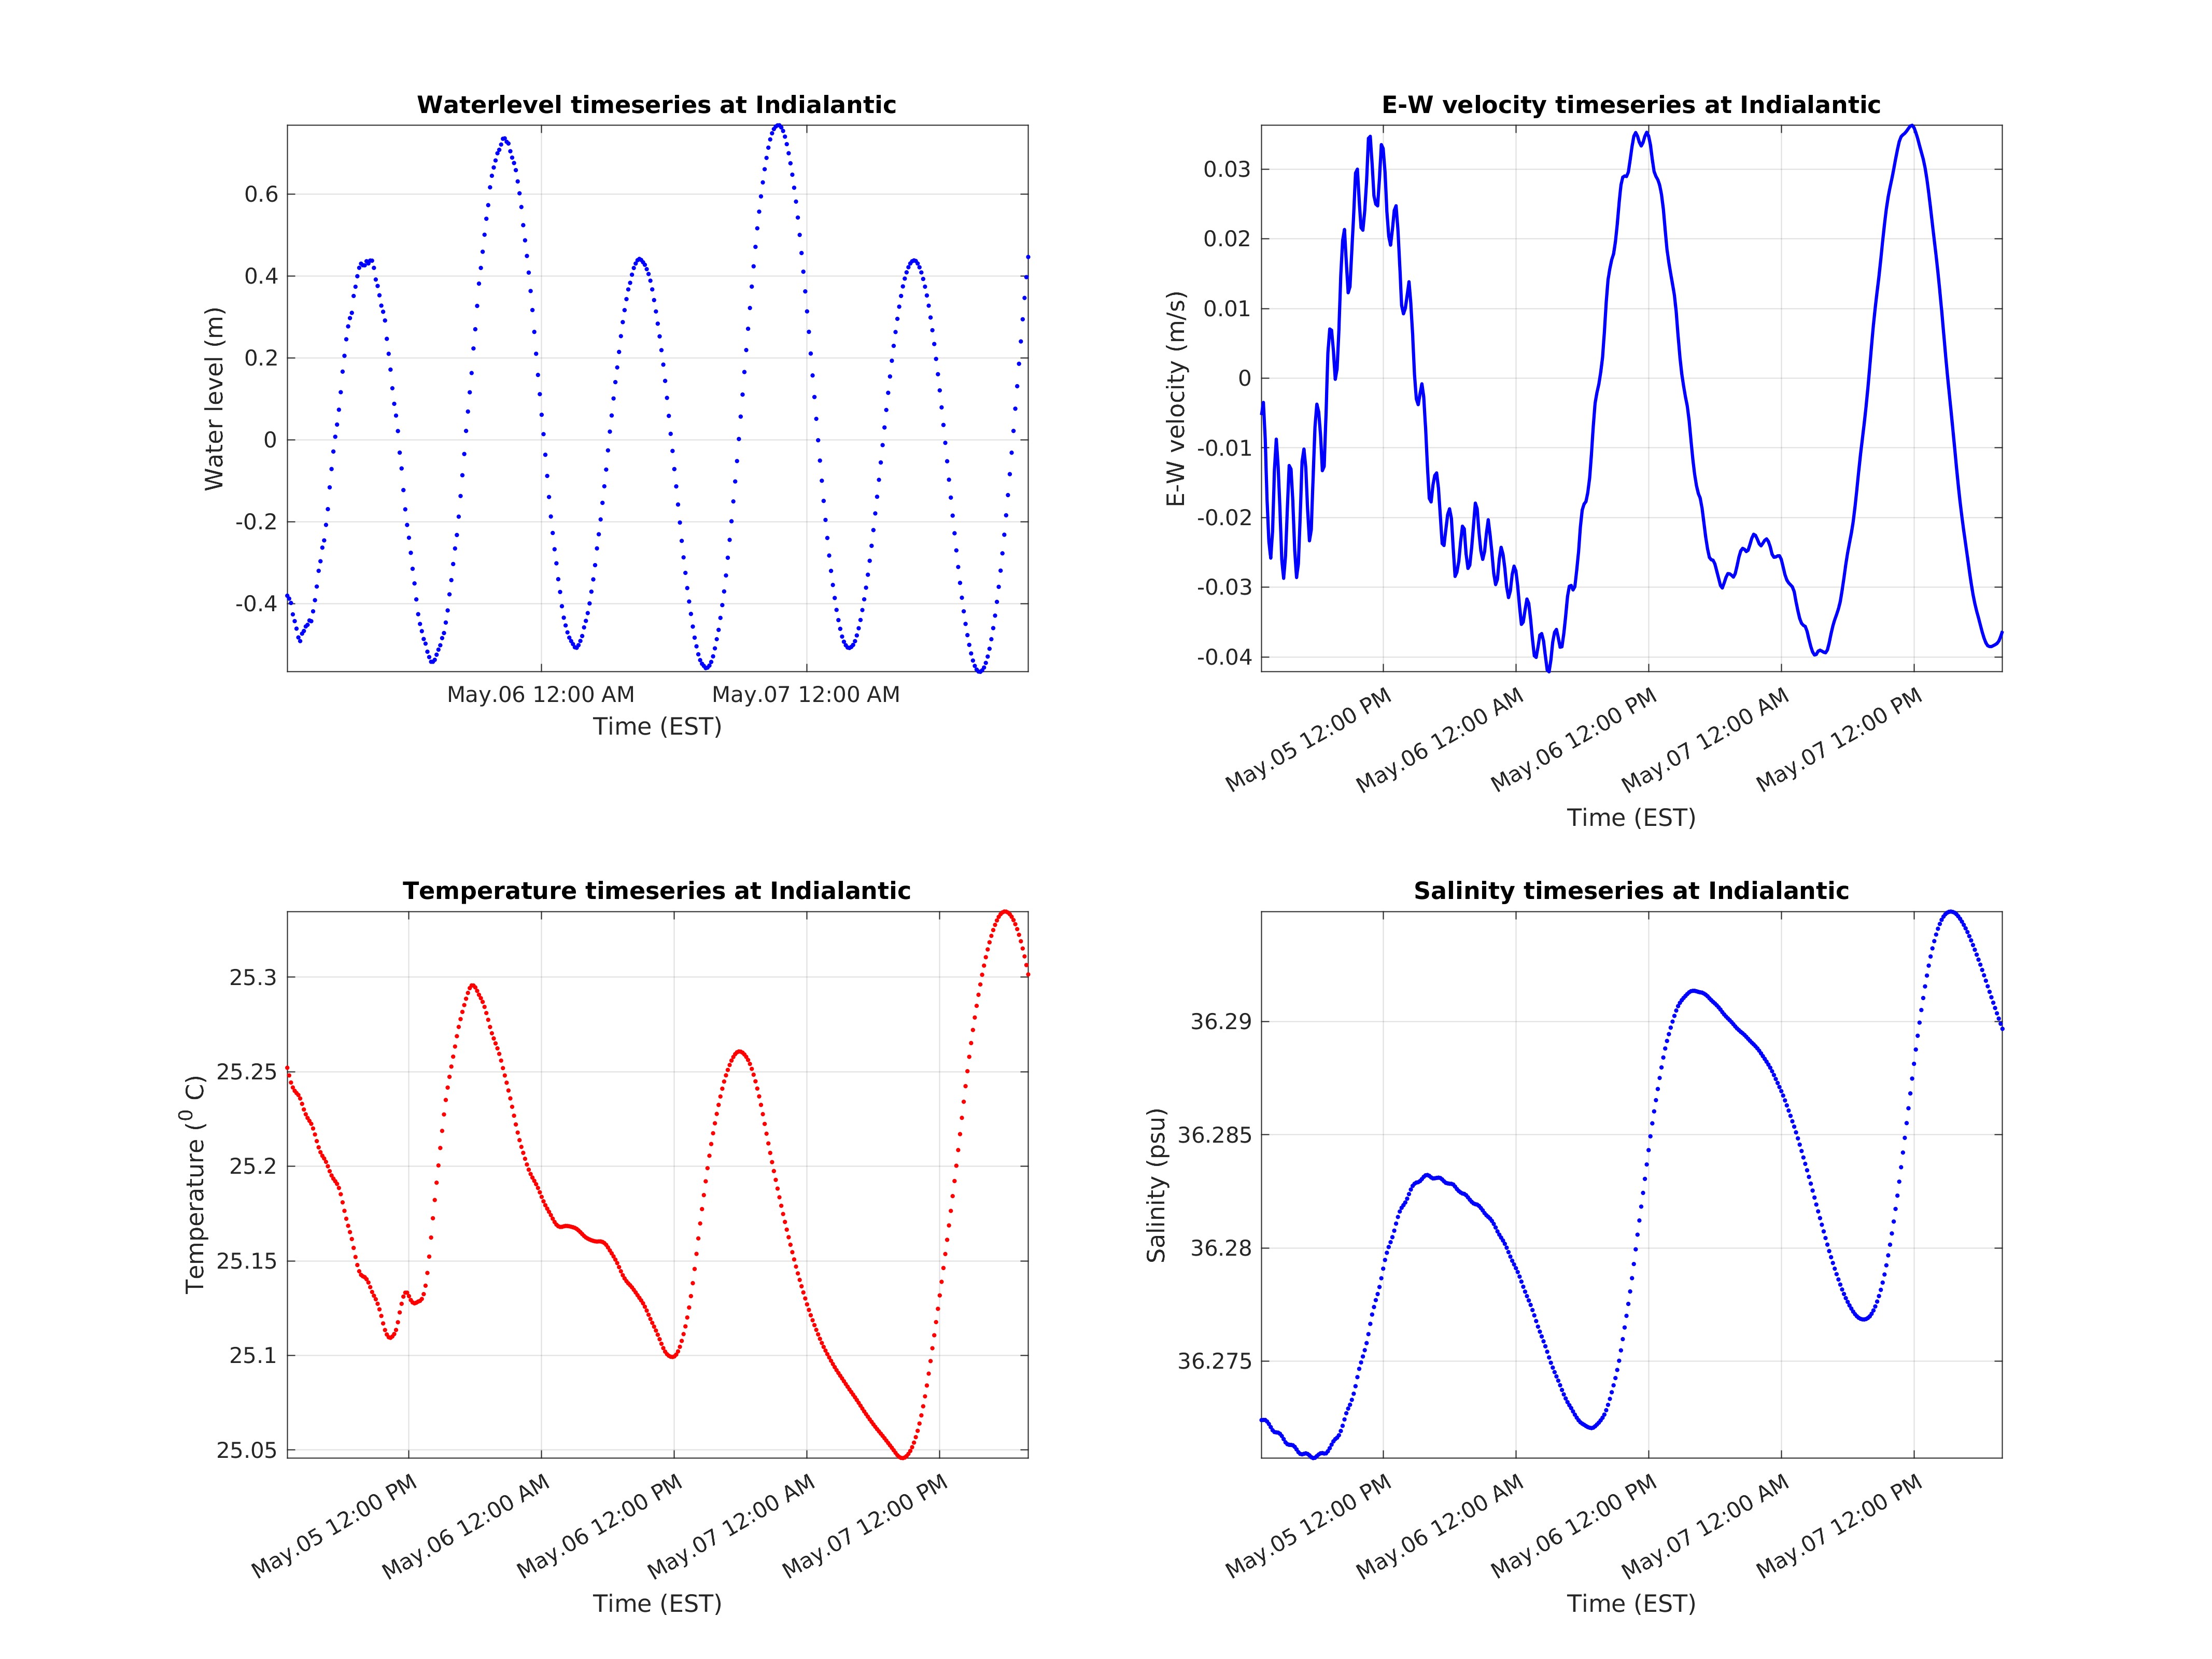 Waterlevel timeseries at Indialantic
0.6
0.4
0.2
0
-0.2
-0.4
Water level (m)
May.06 12:00 AM
May.07 12:00 AM
Time (EST)
E-W velocity timeseries at Indialantic
0.03
0.02
0.01
0
-0.01
-0.02
-0.03
-0.04
E-W velocity (m/s)
May.05 12:00 PM
May.06 12:00 AM
May.06 12:00 PM
May.07 12:00 AM
May.07 12:00 PM
Time (EST)
Temperature timeseries at Indialantic
25.3
25.25
25.2
25.15
25.1
25.05
Temperature (⁰ C)
May.05 12:00 PM
May.06 12:00 AM
May.06 12:00 PM
May.07 12:00 AM
May.07 12:00 PM
Time (EST)
Salinity timeseries at Indialantic
36.29
36.285
36.28
36.275
Salinity (psu)
May.05 12:00 PM
May.06 12:00 AM
May.06 12:00 PM
May.07 12:00 AM
May.07 12:00 PM
Time (EST)